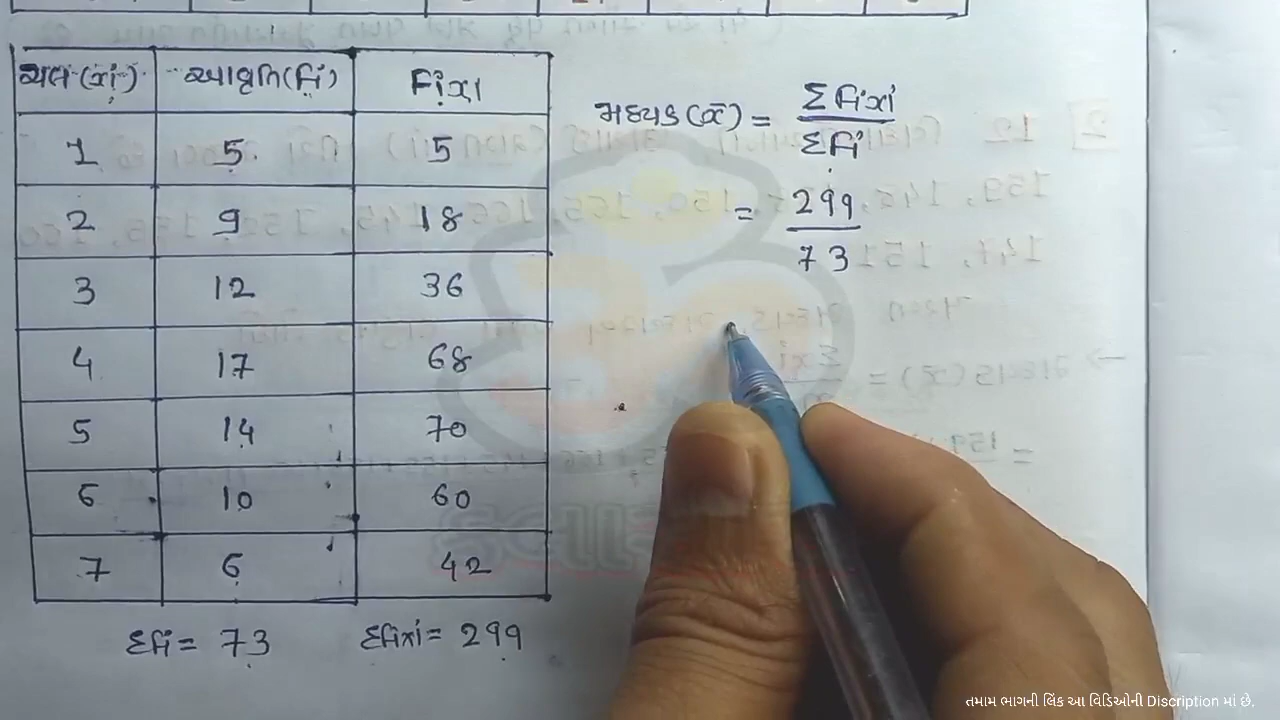 ચલ (xi) આવૃત્તિ (fi) Fixi
1 5 5
2 9 18
3 12 36
4 17 68
5 14 70
6 10 60
7 6 42
Σfi = 73 Σfixi = 299
મધ્યક (x̄) = Σfixi / Σfi
= 299 / 73
તમામ ભાગની લિંક આ વિડિઓની Discription માં છે.